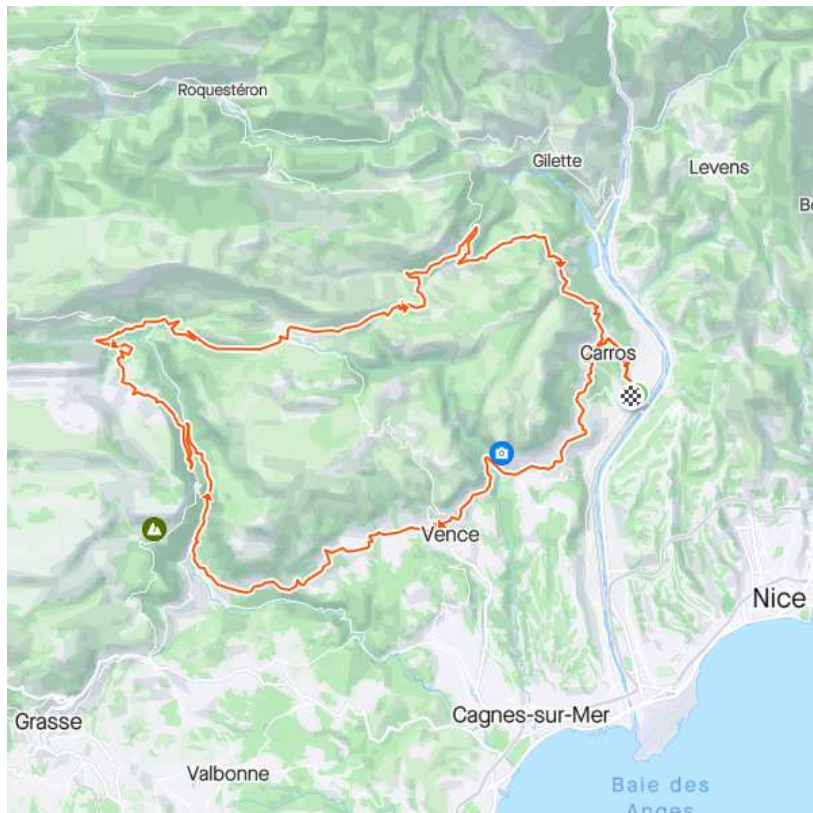 Roquestéron
Gilette
Levens
Carros
Vence
Nice
Grasse
Cagnes-sur-Mer
Valbonne
Baie des
Anges